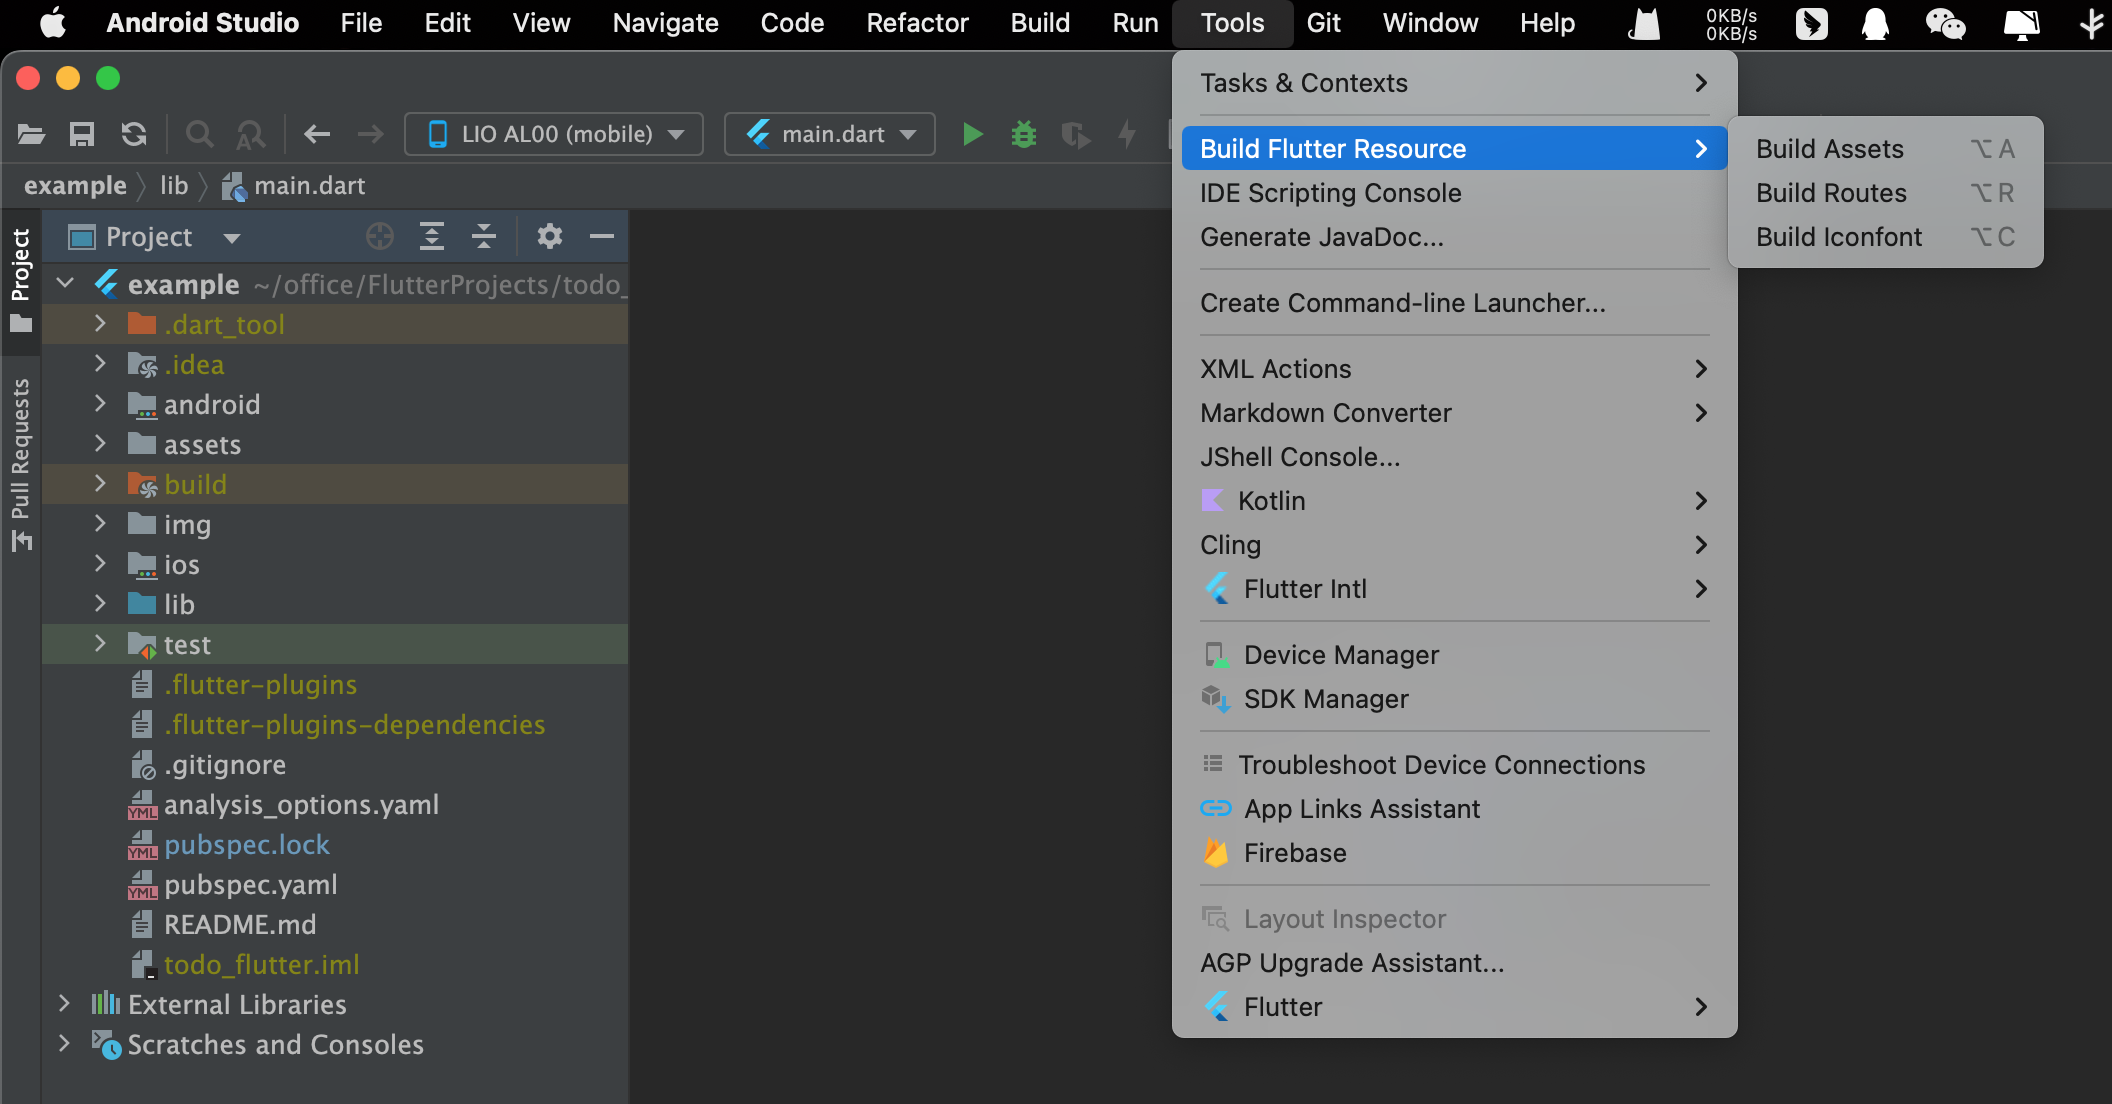 Android Studio File Edit View Navigate Code Refactor Build Run Tools Git Window Help 0KB/s
0KB/s
LIO AL00 (mobile) main.dart
example lib main.dart
Project
Pull Requests
Project
example ~/office/FlutterProjects/todo_
.dart_tool
.idea
android
assets
build
img
ios
lib
test
.flutter-plugins
.flutter-plugins-dependencies
.gitignore
YML analysis_options.yaml
YML pubspec.lock
YML pubspec.yaml
README.md
todo_flutter.iml
External Libraries
Scratches and Consoles
Tasks & Contexts
Build Flutter Resource
IDE Scripting Console
Generate JavaDoc...
Create Command-line Launcher...
XML Actions
Markdown Converter
JShell Console...
Kotlin
Cling
Flutter Intl
Device Manager
SDK Manager
Troubleshoot Device Connections
App Links Assistant
Firebase
Layout Inspector
AGP Upgrade Assistant...
Flutter
Build Assets ⌥A
Build Routes ⌥R
Build Iconfont ⌥C